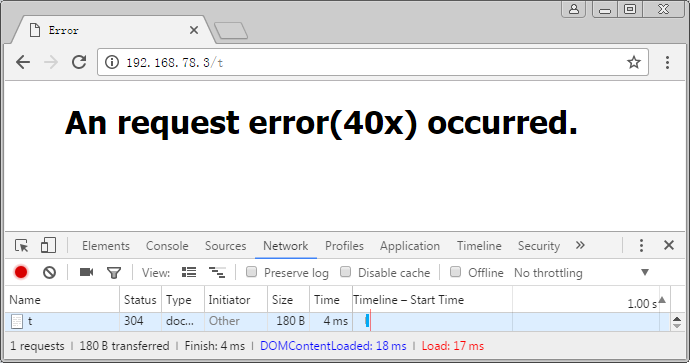 Error
192.168.78.3/t
An request error(40x) occurred.
Elements Console Sources Network Profiles Application Timeline Security »
View: Preserve log Disable cache Offline No throttling
Name Status Type Initiator Size Time Timeline – Start Time 1.00 s
t 304 doc... Other 180 B 4 ms
1 requests | 180 B transferred | Finish: 4 ms | DOMContentLoaded: 18 ms | Load: 17 ms